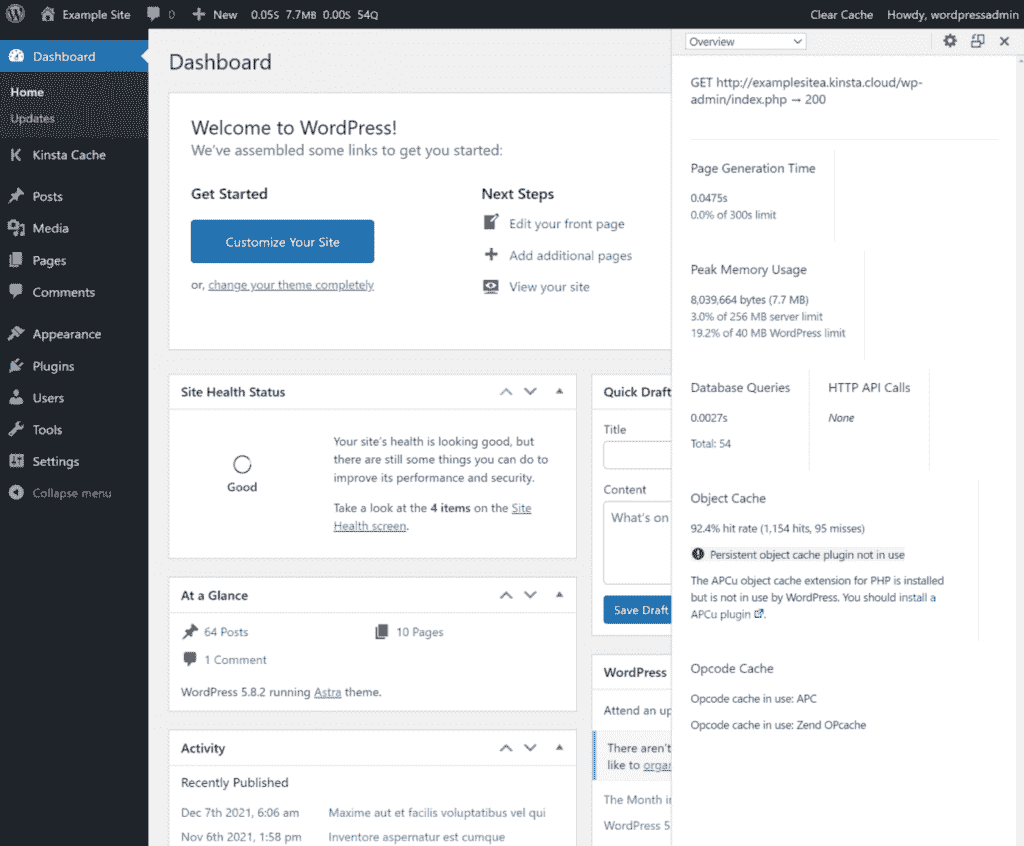 Example Site
0
New
0.05S 7.7MB 0.00S 54Q
Clear Cache
Howdy, wordpressadmin
Dashboard
Home
Updates
Kinsta Cache
Posts
Media
Pages
Comments
Appearance
Plugins
Users
Tools
Settings
Collapse menu
Dashboard
Welcome to WordPress!
We've assembled some links to get you started:
Get Started
Customize Your Site
or, change your theme completely
Next Steps
Edit your front page
Add additional pages
View your site
Site Health Status
Good
Your site's health is looking good, but
there are still some things you can do to
improve its performance and security.
Take a look at the 4 items on the Site
Health screen.
At a Glance
64 Posts
10 Pages
1 Comment
WordPress 5.8.2 running Astra theme.
Activity
Recently Published
Dec 7th 2021, 6:06 am
Maxime aut et facilis voluptatibus vel qui
Nov 6th 2021, 1:58 pm
Inventore aspernatur est cumque
Quick Draft
Title
Content
What's on
Save Draft
WordPress
Attend an up
There aren't
like to organ
The Month in
WordPress 5
Overview
GET http://examplesitea.kinsta.cloud/wp-
admin/index.php → 200
Page Generation Time
0.0475s
0.0% of 300s limit
Peak Memory Usage
8,039,664 bytes (7.7 MB)
3.0% of 256 MB server limit
19.2% of 40 MB WordPress limit
Database Queries
0.0027s
Total: 54
HTTP API Calls
None
Object Cache
92.4% hit rate (1,154 hits, 95 misses)
Persistent object cache plugin not in use
The APCu object cache extension for PHP is installed
but is not in use by WordPress. You should install a
APCu plugin.
Opcode Cache
Opcode cache in use: APC
Opcode cache in use: Zend OPcache